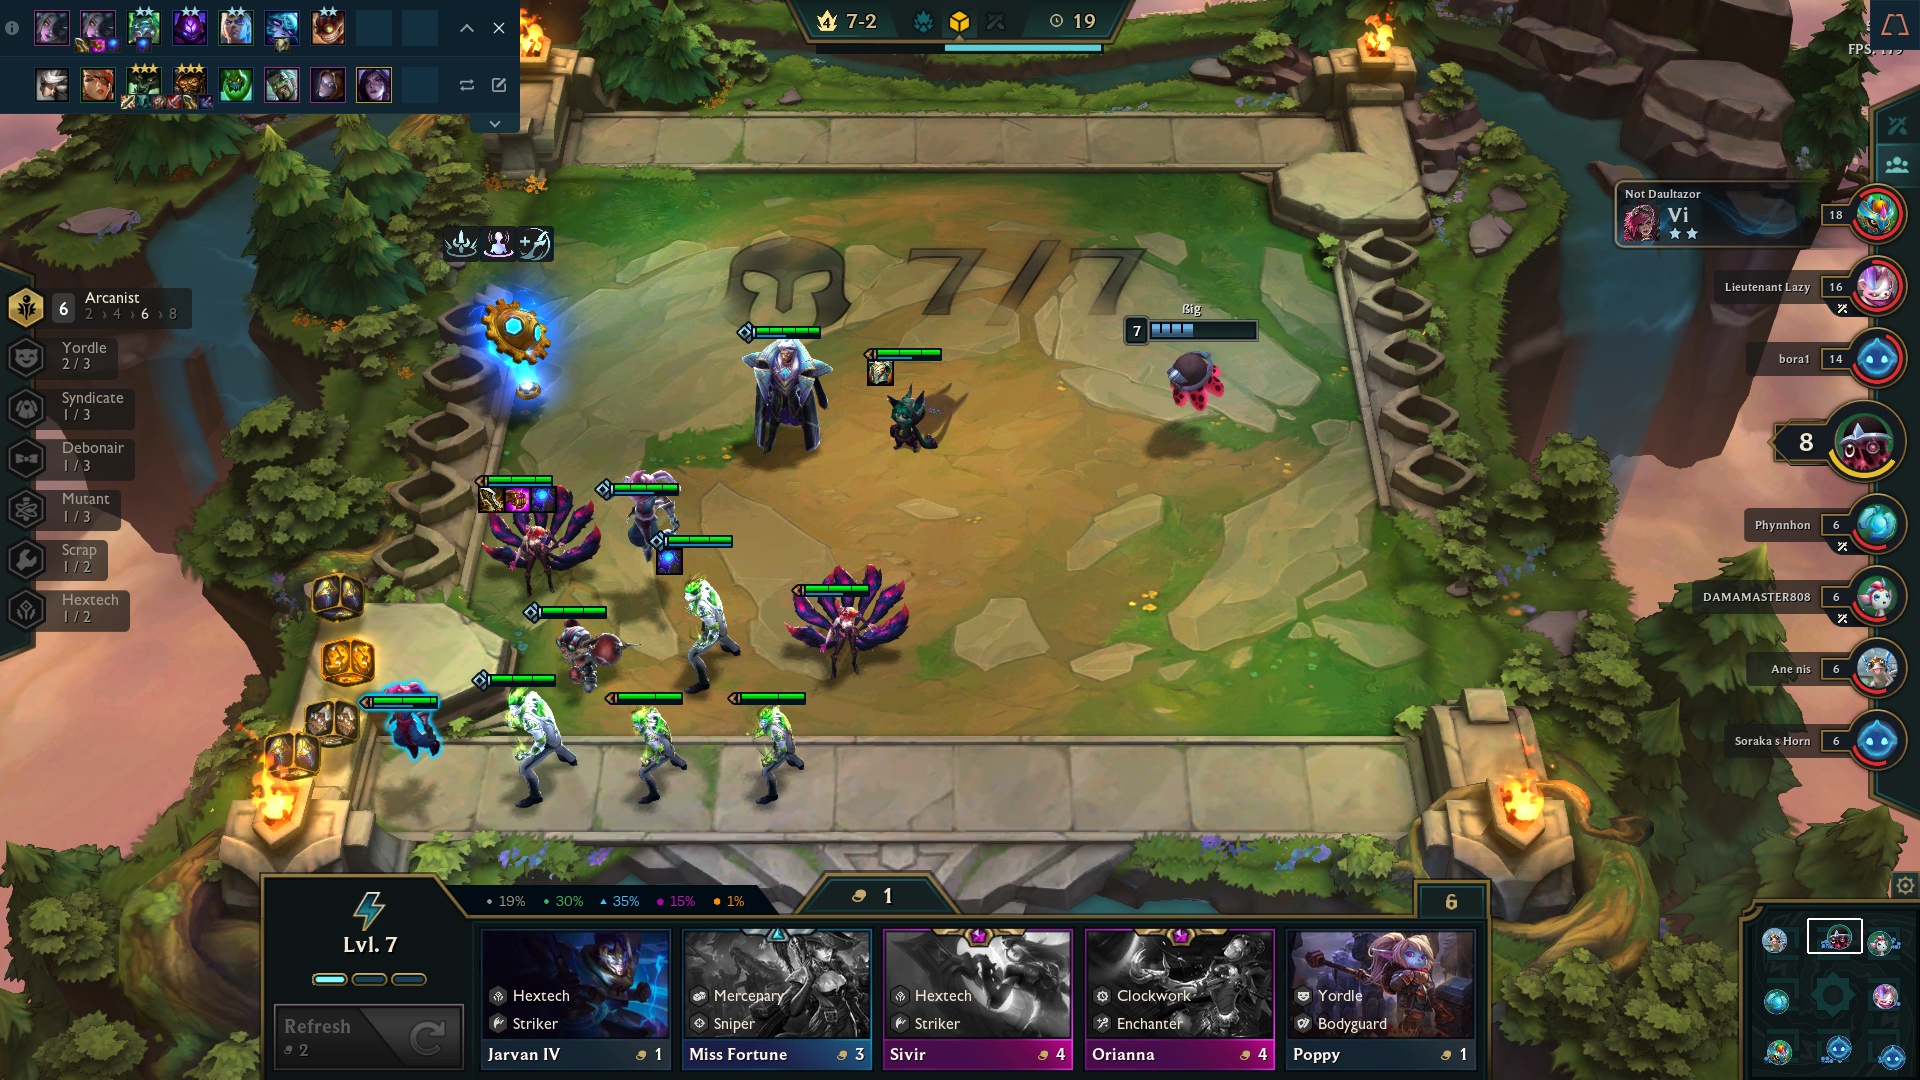 4 7-2 19
FPS:
7/7
Not Daultazor
Vi
18
Lieutenant Lazy 16
bora1 14
8
Phynnhon 6
DAMAMASTER808 6
Ane nis 6
Soraka s Horn 6
6 Arcanist
2 › 4 › 6 › 8
Yordle
2 / 3
Syndicate
1 / 3
Debonair
1 / 3
Mutant
1 / 3
Scrap
1 / 2
Hextech
1 / 2
ßig
7
Lvl. 7
Refresh
2
19% 30% 35% 15% 1%
1
6
Hextech
Striker
Jarvan IV 1
Mercenary
Sniper
Miss Fortune 3
Hextech
Striker
Sivir 4
Clockwork
Enchanter
Orianna 4
Yordle
Bodyguard
Poppy 1